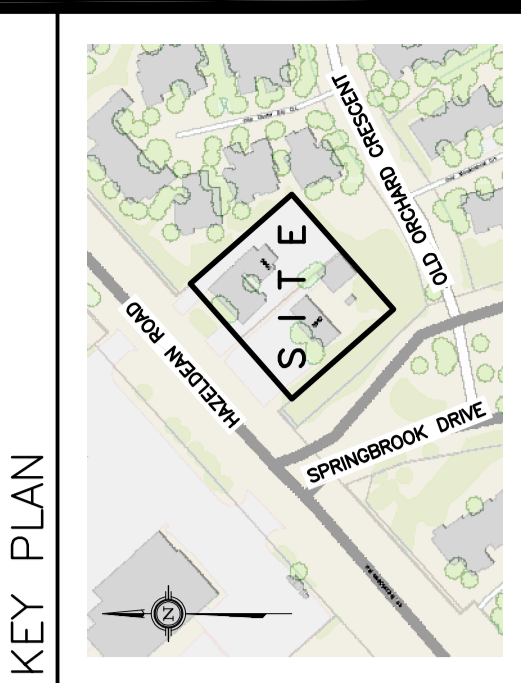 KEY PLAN
OLD ORCHARD CRESCENT
SITE
HAZELDEAN ROAD
SPRINGBROOK DRIVE
N